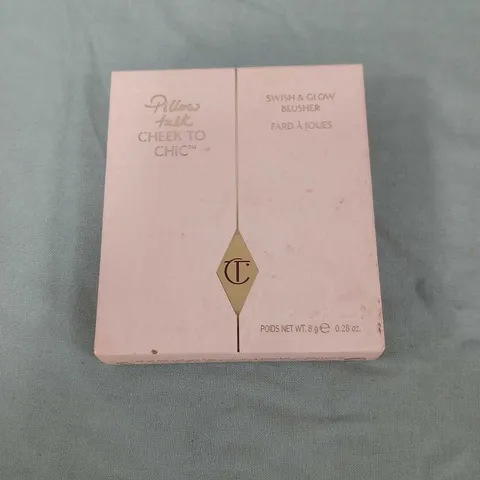 Pillow
talk
CHEEK TO
CHIC™
SWISH & GLOW
BLUSHER
FARD À JOUES
CT
POIDS NET WT. 8 g ℮ 0.28 oz.